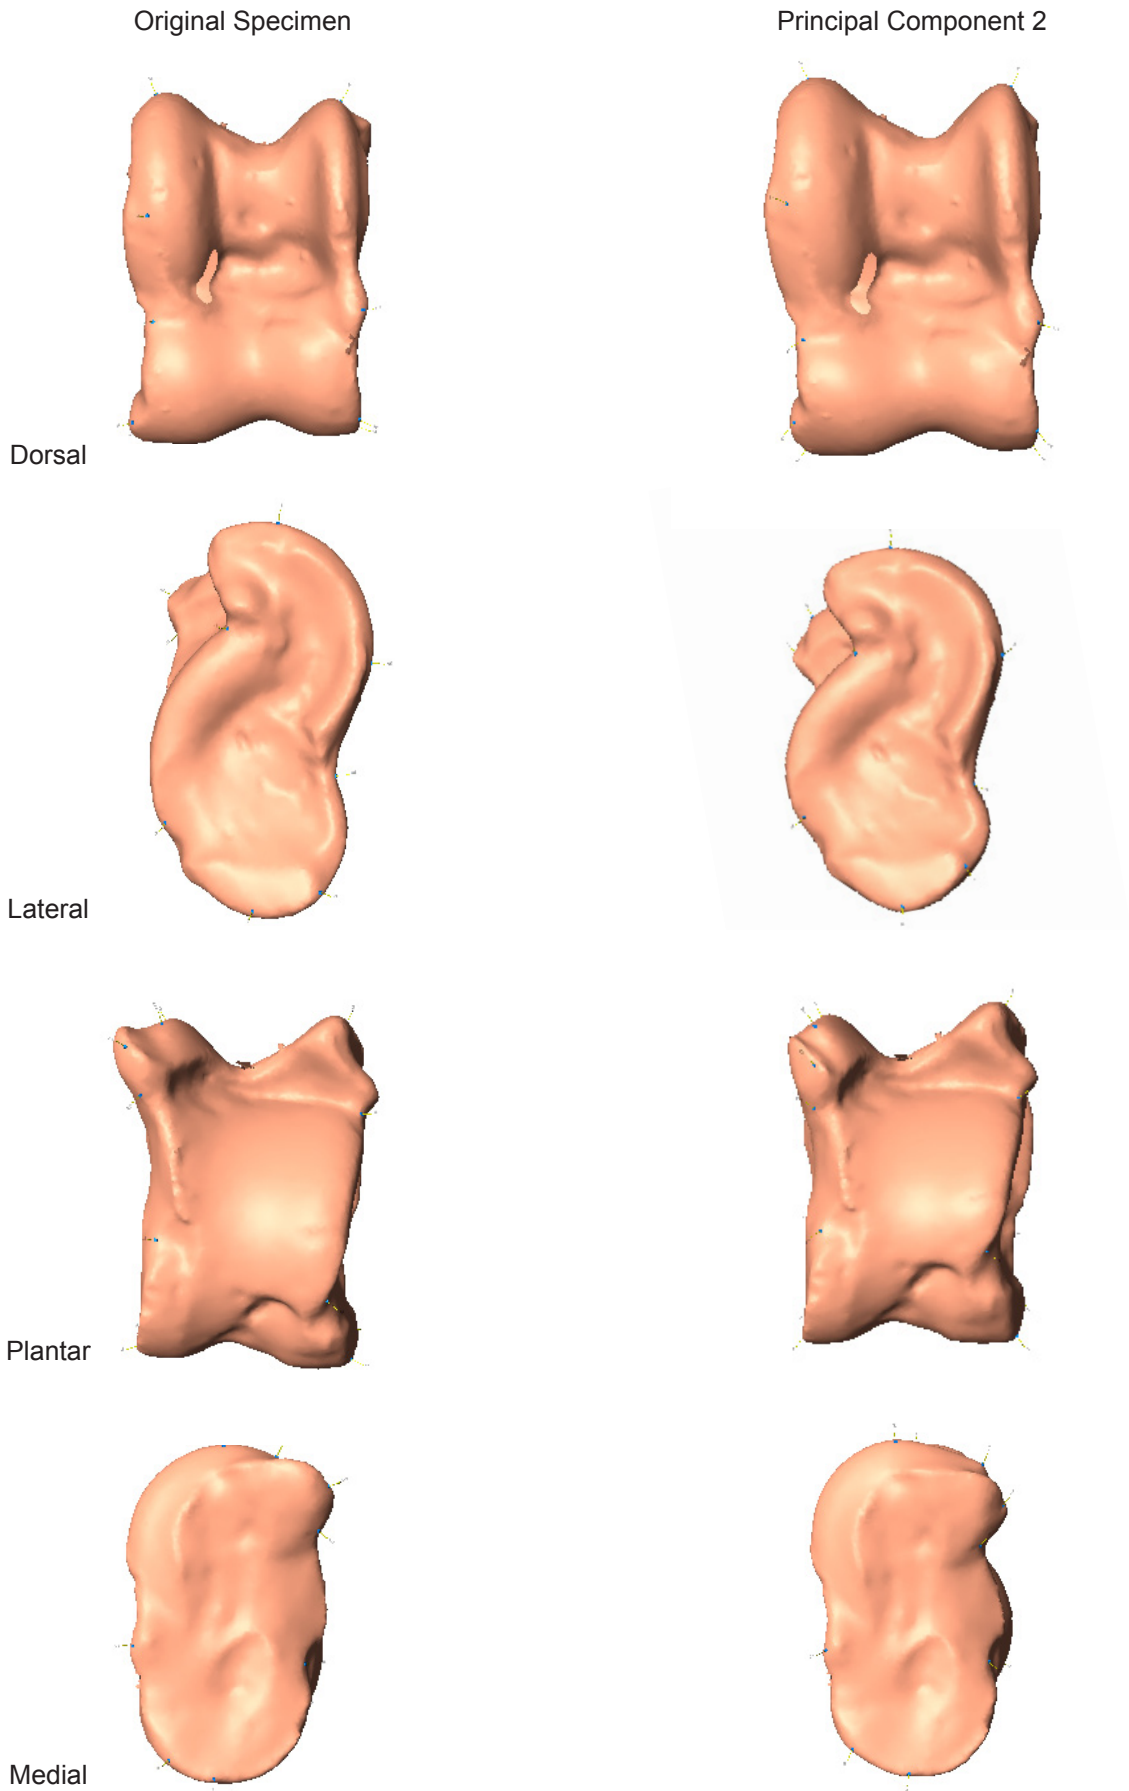 Original Specimen
Principal Component 2
Dorsal
Lateral
Plantar
Medial